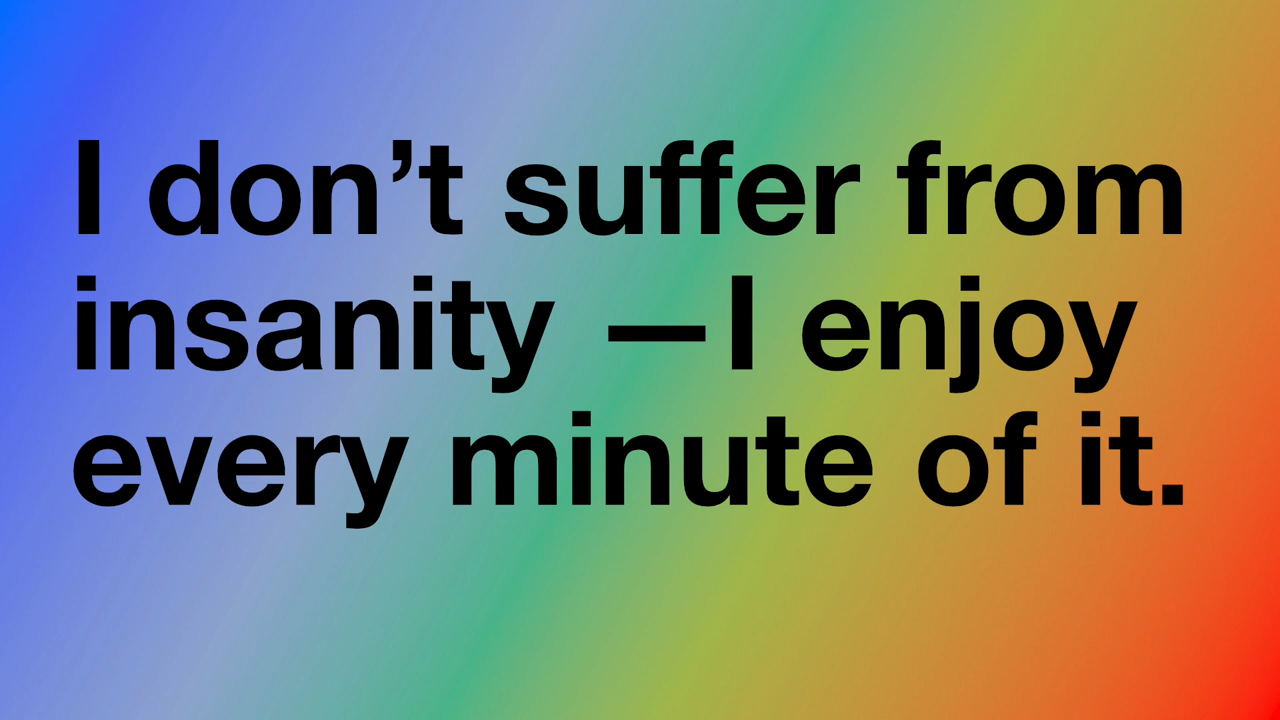 I don’t suffer from
insanity —I enjoy
every minute of it.